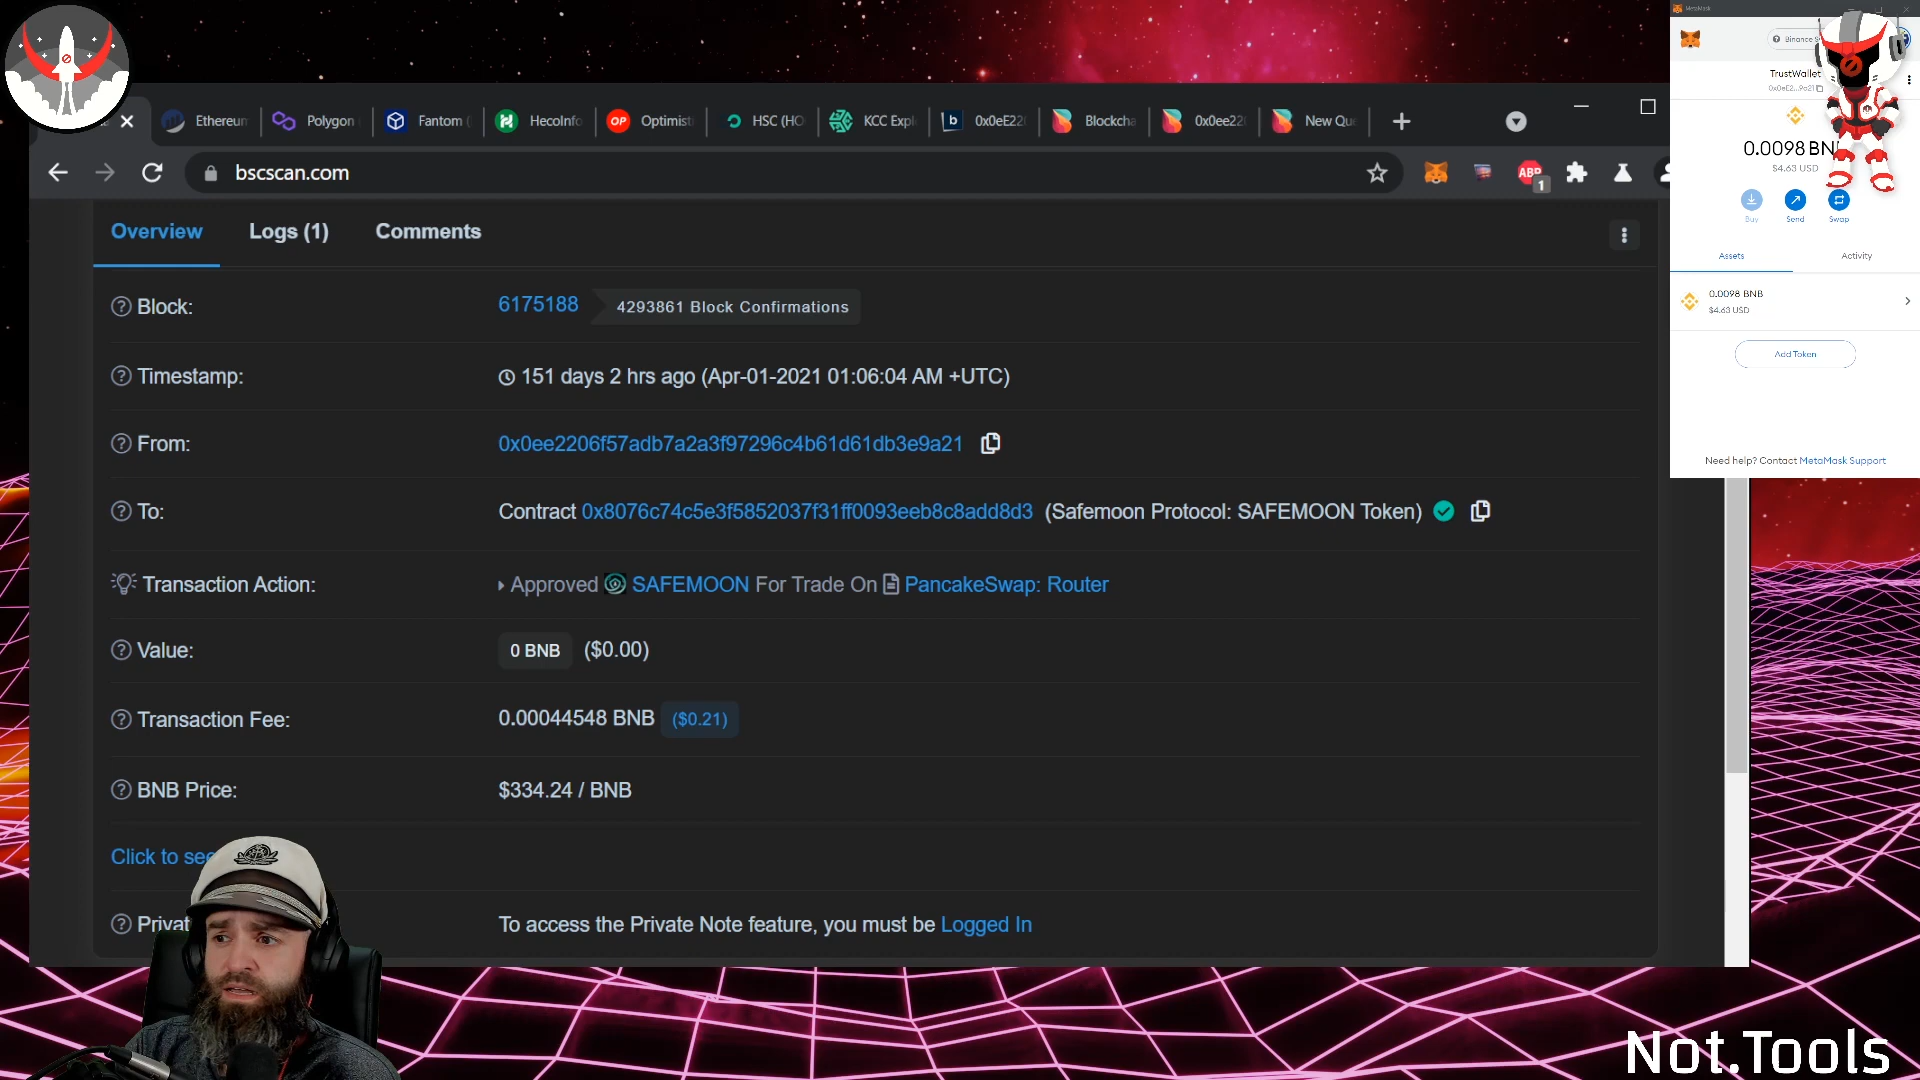 Ethereum
Polygon
Fantom (
HecoInfo
Optimist
HSC (HO
KCC Expl
0x0eE22
Blockcha
0x0ee22
New Qu
bscscan.com
ABP
1
Overview
Logs (1)
Comments
Block:
6175188
4293861 Block Confirmations
Timestamp:
151 days 2 hrs ago (Apr-01-2021 01:06:04 AM +UTC)
From:
0x0ee2206f57adb7a2a3f97296c4b61d61db3e9a21
To:
Contract 0x8076c74c5e3f5852037f31ff0093eeb8c8add8d3 (Safemoon Protocol: SAFEMOON Token)
Transaction Action:
Approved SAFEMOON For Trade On PancakeSwap: Router
Value:
0 BNB ($0.00)
Transaction Fee:
0.00044548 BNB ($0.21)
BNB Price:
$334.24 / BNB
Click to see
Privat
To access the Private Note feature, you must be Logged In
MetaMask
Binance S
TrustWallet
0x0eE2...9a21
0.0098 BN
$4.63 USD
Buy
Send
Swap
Assets
Activity
0.0098 BNB
$4.63 USD
Add Token
Need help? Contact MetaMask Support
Not.Tools